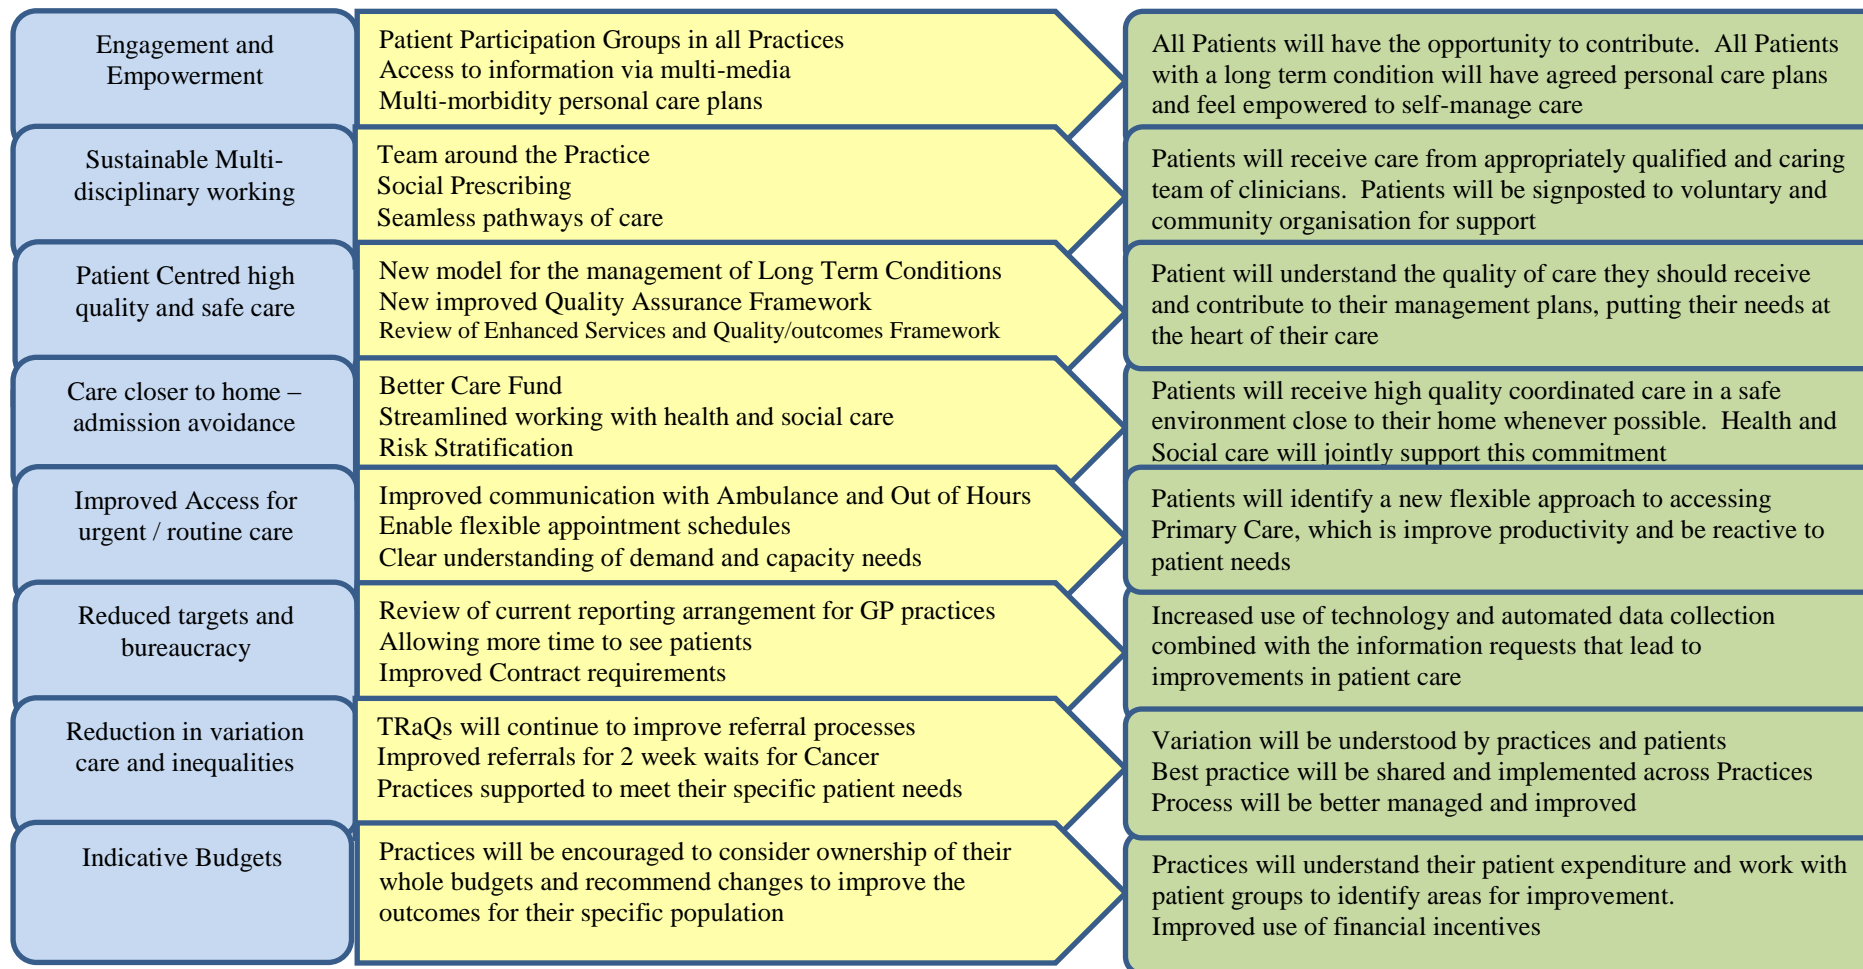 Engagement and
Empowerment
Patient Participation Groups in all Practices
Access to information via multi-media
Multi-morbidity personal care plans
All Patients will have the opportunity to contribute.  All Patients
with a long term condition will have agreed personal care plans
and feel empowered to self-manage care
Sustainable Multi-
disciplinary working
Team around the Practice
Social Prescribing
Seamless pathways of care
Patients will receive care from appropriately qualified and caring
team of clinicians.  Patients will be signposted to voluntary and
community organisation for support
Patient Centred high
quality and safe care
New model for the management of Long Term Conditions
New improved Quality Assurance Framework
Review of Enhanced Services and Quality/outcomes Framework
Patient will understand the quality of care they should receive
and contribute to their management plans, putting their needs at
the heart of their care
Care closer to home –
admission avoidance
Better Care Fund
Streamlined working with health and social care
Risk Stratification
Patients will receive high quality coordinated care in a safe
environment close to their home whenever possible.  Health and
Social care will jointly support this commitment
Improved Access for
urgent / routine care
Improved communication with Ambulance and Out of Hours
Enable flexible appointment schedules
Clear understanding of demand and capacity needs
Patients will identify a new flexible approach to accessing
Primary Care, which is improve productivity and be reactive to
patient needs
Reduced targets and
bureaucracy
Review of current reporting arrangement for GP practices
Allowing more time to see patients
Improved Contract requirements
Increased use of technology and automated data collection
combined with the information requests that lead to
improvements in patient care
Reduction in variation
care and inequalities
TRaQs will continue to improve referral processes
Improved referrals for 2 week waits for Cancer
Practices supported to meet their specific patient needs
Variation will be understood by practices and patients
Best practice will be shared and implemented across Practices
Process will be better managed and improved
Indicative Budgets
Practices will be encouraged to consider ownership of their
whole budgets and recommend changes to improve the
outcomes for their specific population
Practices will understand their patient expenditure and work with
patient groups to identify areas for improvement.
Improved use of financial incentives